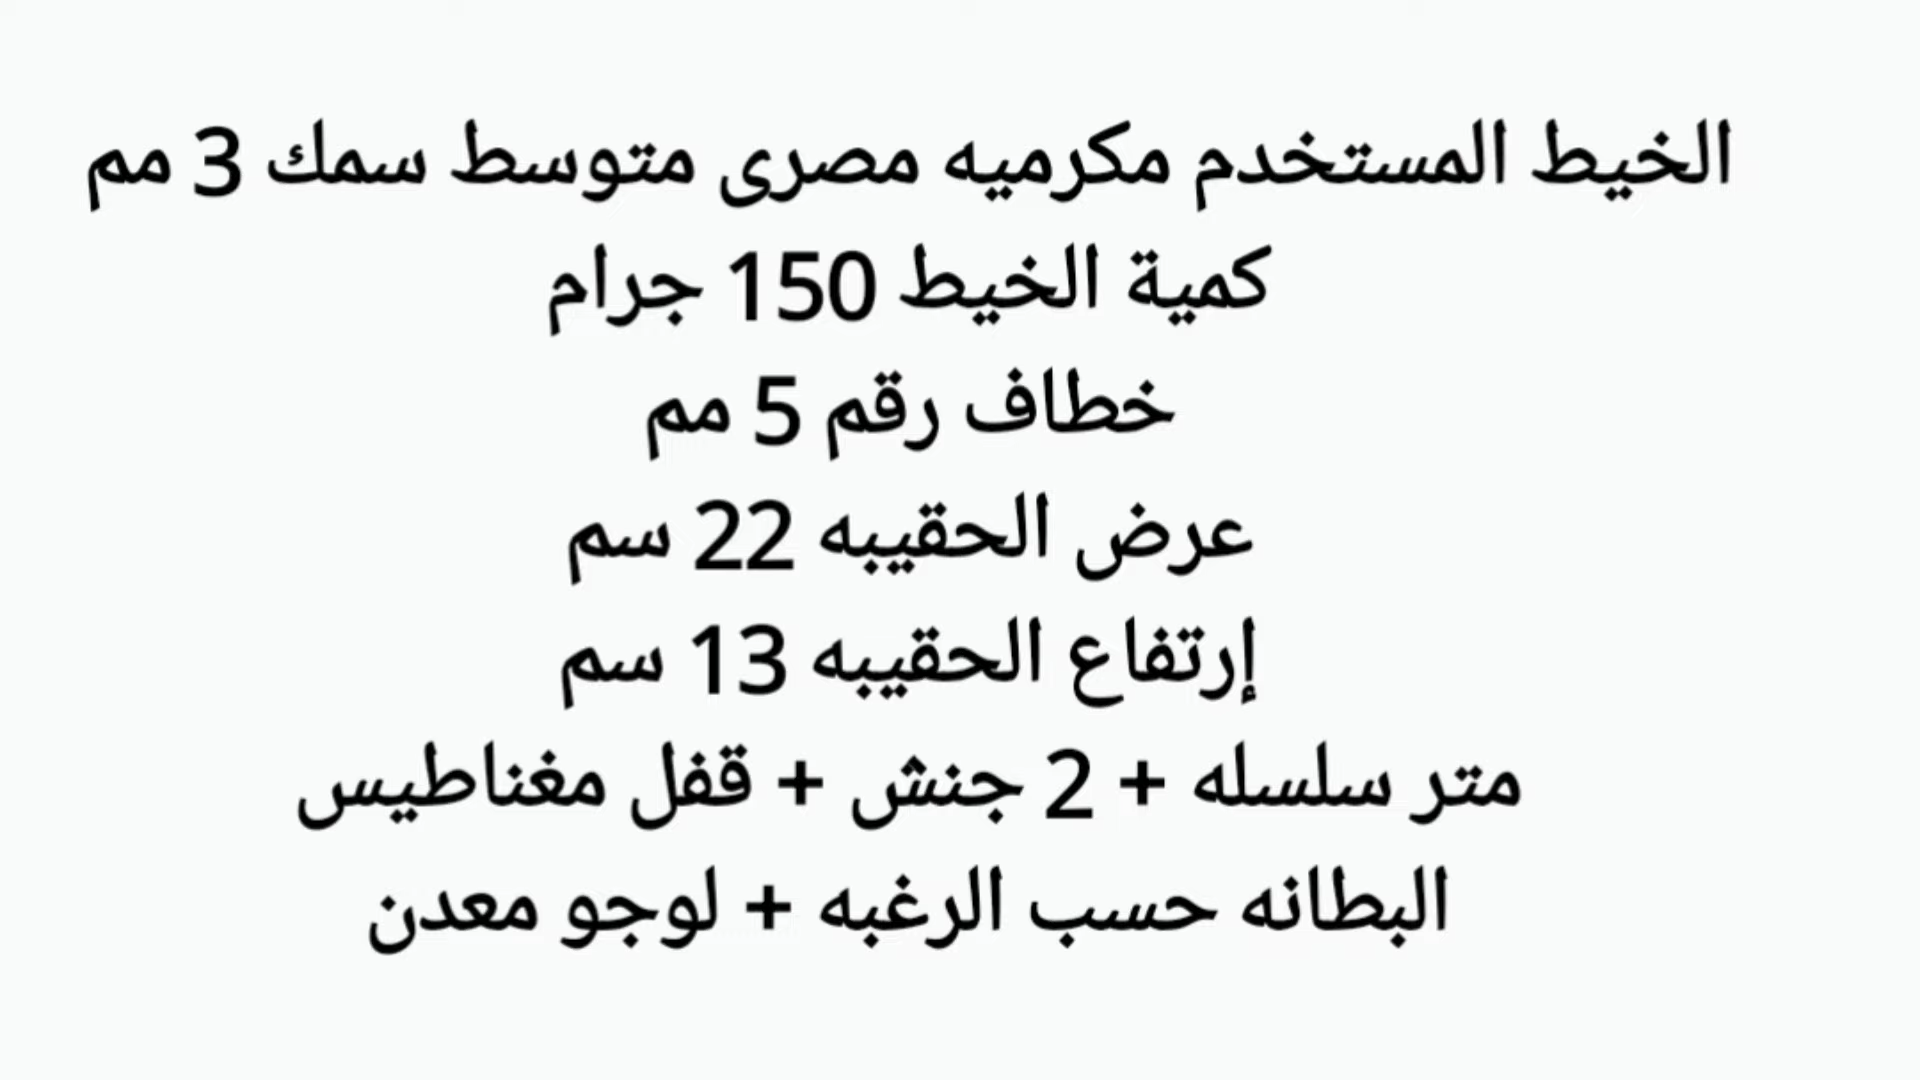 الخيط المستخدم مكرميه مصرى متوسط سمك 3 مم
كمية الخيط 150 جرام
خطاف رقم 5 مم
عرض الحقيبه 22 سم
إرتفاع الحقيبه 13 سم
متر سلسله + 2 جنش + قفل مغناطيس
البطانه حسب الرغبه + لوجو معدن